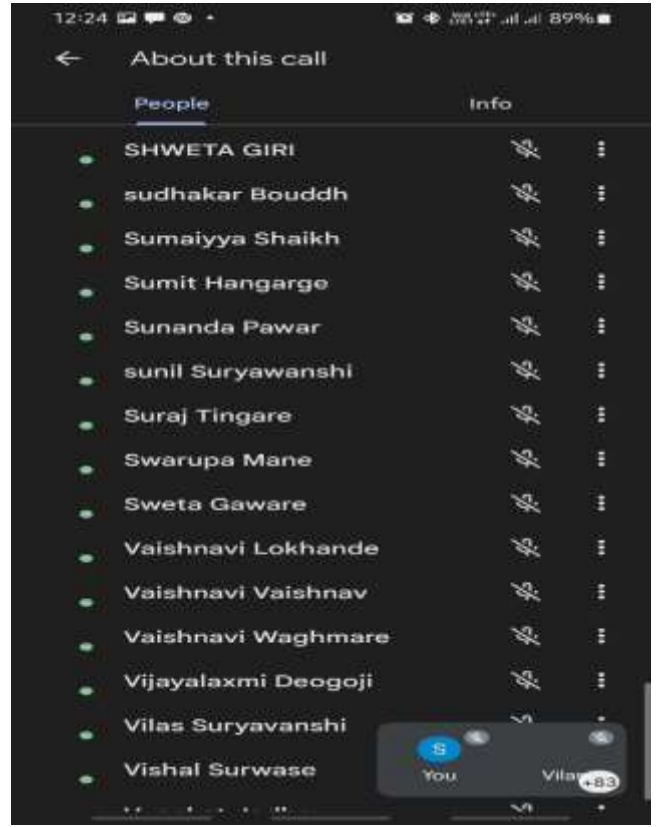 12:24 89%
About this call
People Info
SHWETA GIRI
sudhakar Bouddh
Sumaiyya Shaikh
Sumit Hangarge
Sunanda Pawar
sunil Suryawanshi
Suraj Tingare
Swarupa Mane
Sweta Gaware
Vaishnavi Lokhande
Vaishnavi Vaishnav
Vaishnavi Waghmare
Vijayalaxmi Deogoji
Vilas Suryavanshi
S
Vishal Surwase
You +83